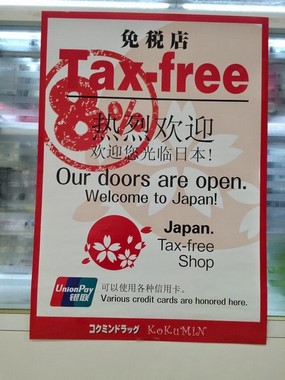 免税店
Tax-free
8%
热烈欢迎
欢迎您光临日本!
Our doors are open.
Welcome to Japan!
Japan.
Tax-free
Shop
UnionPay
银联
可以使用各种信用卡。
Various credit cards are honored here.
コクミンドラッグ KoKuMiN